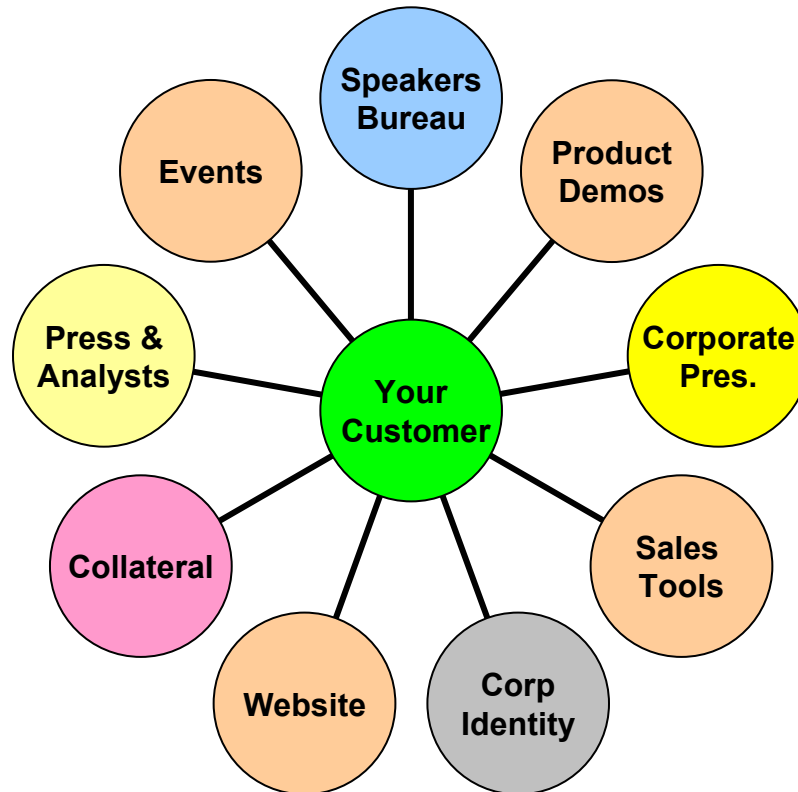 Speakers
Bureau
Product
Demos
Corporate
Pres.
Sales
Tools
Corp
Identity
Website
Collateral
Press &
Analysts
Events
Your
Customer